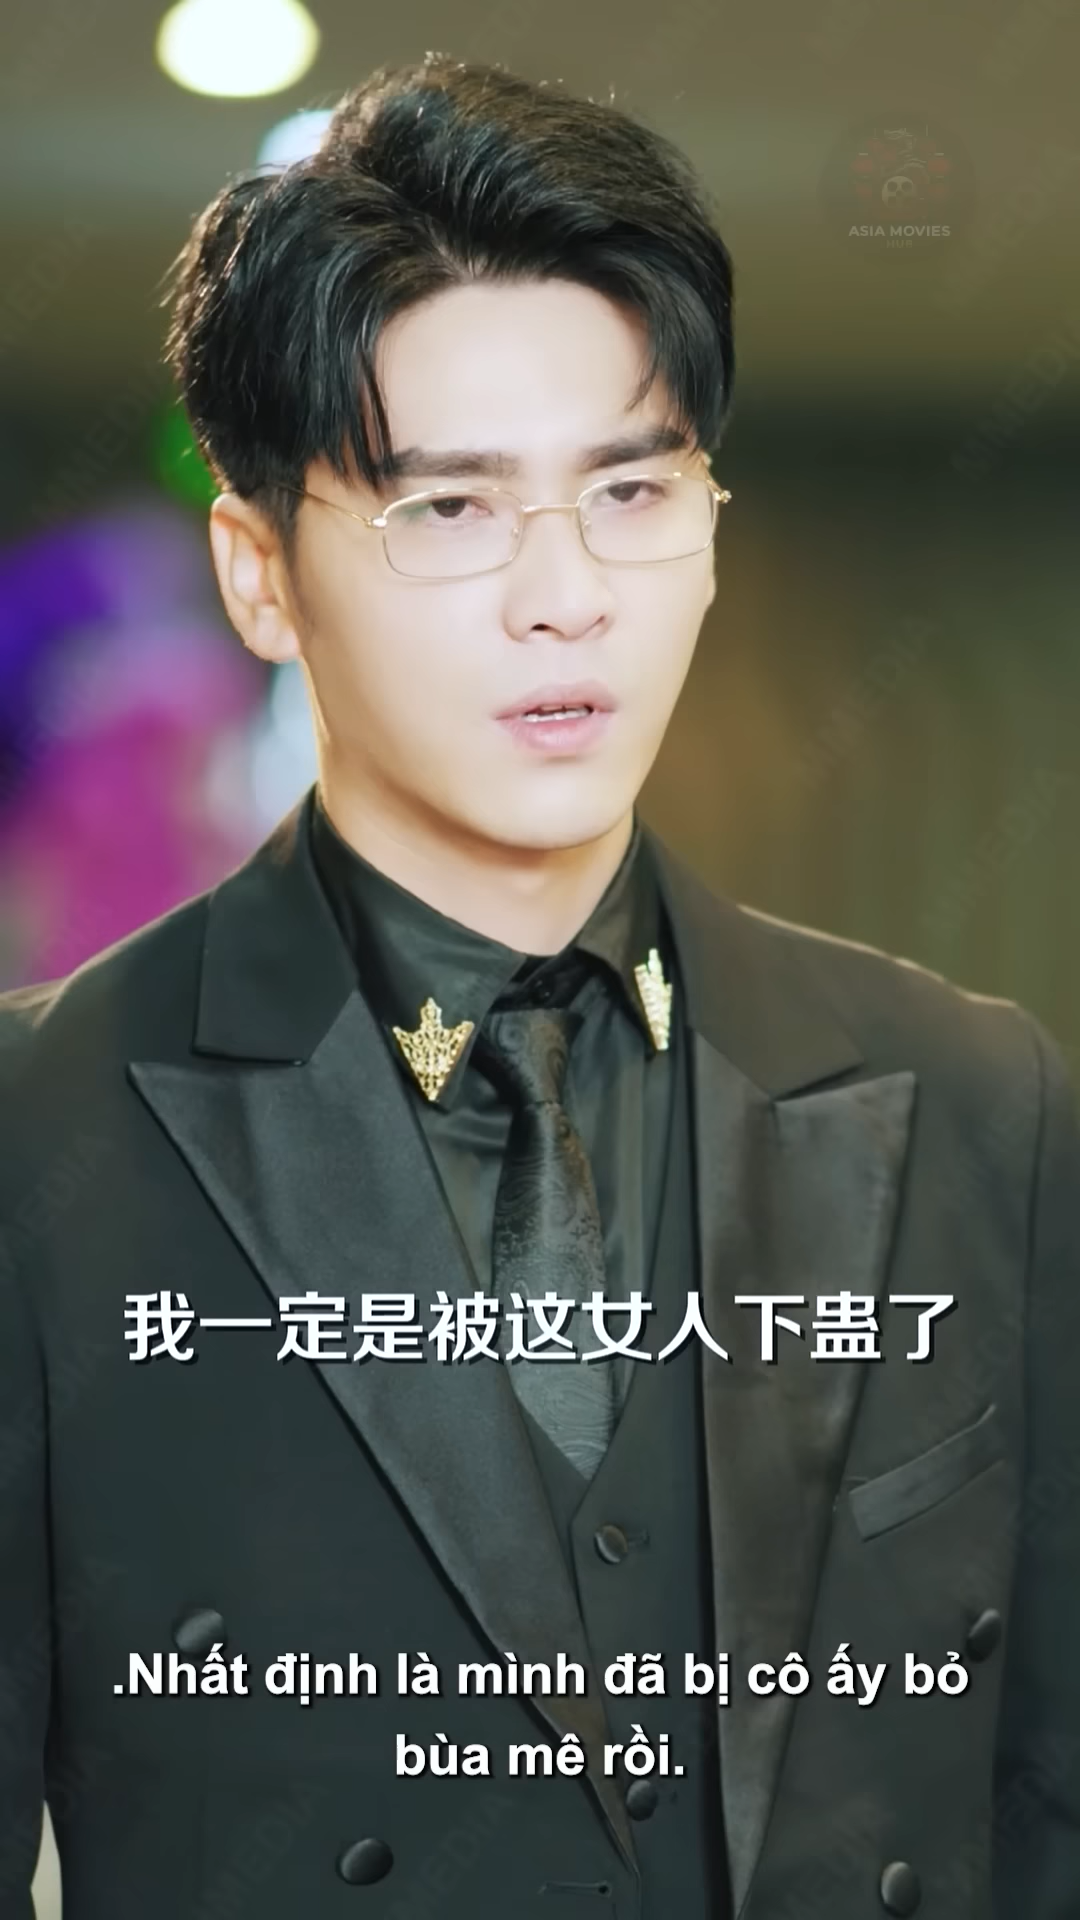 ASIA MOVIES
HUB
我一定是被这女人下蛊了
.Nhất định là mình đã bị cô ấy bỏ
bùa mê rồi.